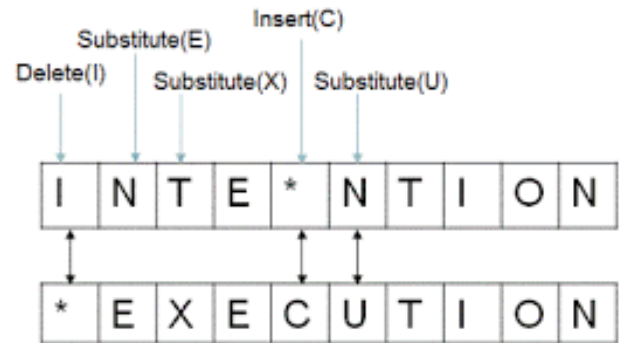 Insert(C)
Substitute(E)
Delete(I) Substitute(X) Substitute(U)
I N T E * N T I O N
* E X E C U T I O N